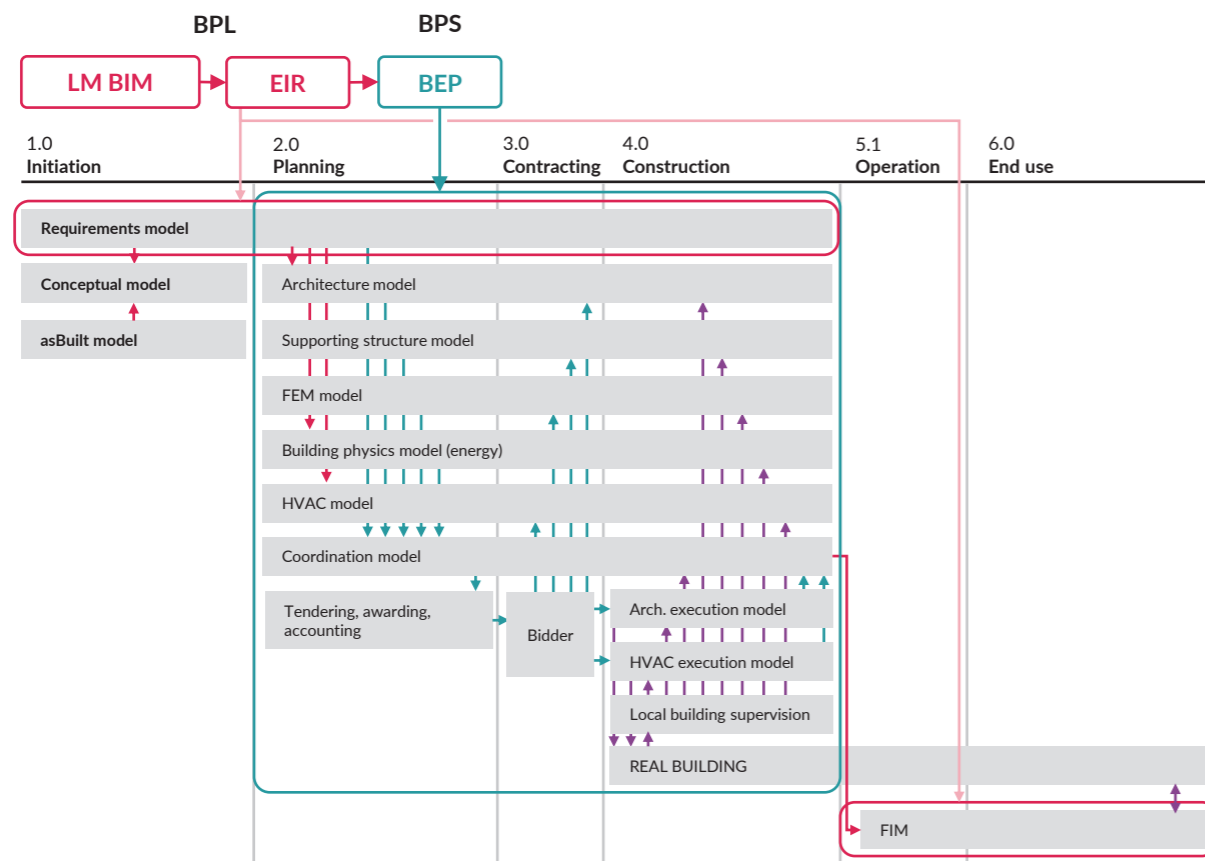 BPL
BPS
LM BIM
EIR
BEP
1.0
Initiation
2.0
Planning
3.0
Contracting
4.0
Construction
5.1
Operation
6.0
End use
Requirements model
Conceptual model
Architecture model
asBuilt model
Supporting structure model
FEM model
Building physics model (energy)
HVAC model
Coordination model
Tendering, awarding,
accounting
Bidder
Arch. execution model
HVAC execution model
Local building supervision
REAL BUILDING
FIM